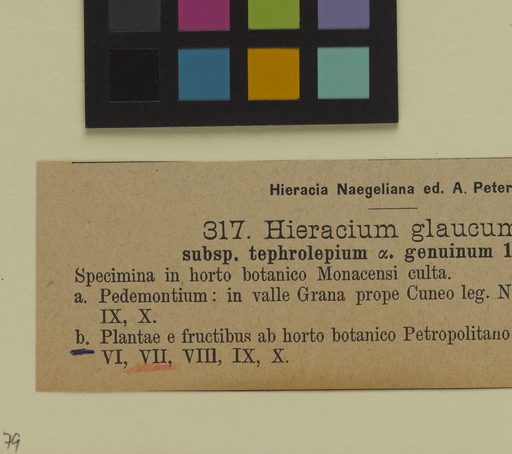 Hieracia Naegeliana ed. A. Peter
317. Hieracium glaucum
subsp. tephrolepium α. genuinum 1
Specimina in horto botanico Monacensi culta.
a. Pedemontium: in valle Grana prope Cuneo leg. N
IX, X.
b. Plantae e fructibus ab horto botanico Petropolitano
VI, VII, VIII, IX, X.
79